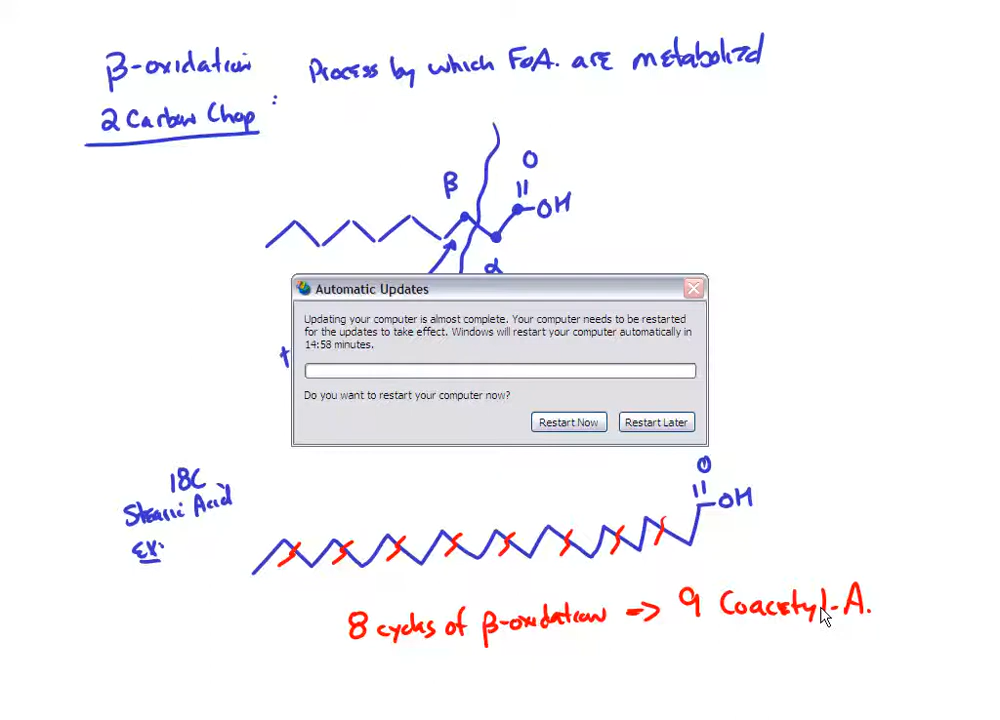 β-oxidation : Process by which F.A. are metabolized
2 Carbon Chop
O
β
OH
α
Automatic Updates
Updating your computer is almost complete. Your computer needs to be restarted
for the updates to take effect. Windows will restart your computer automatically in
14:58 minutes.
t
Do you want to restart your computer now?
Restart Now Restart Later
O
18C
OH
Stearic Acid
ex:
8 cycles of β-oxidation => 9 Coacetyl-A.